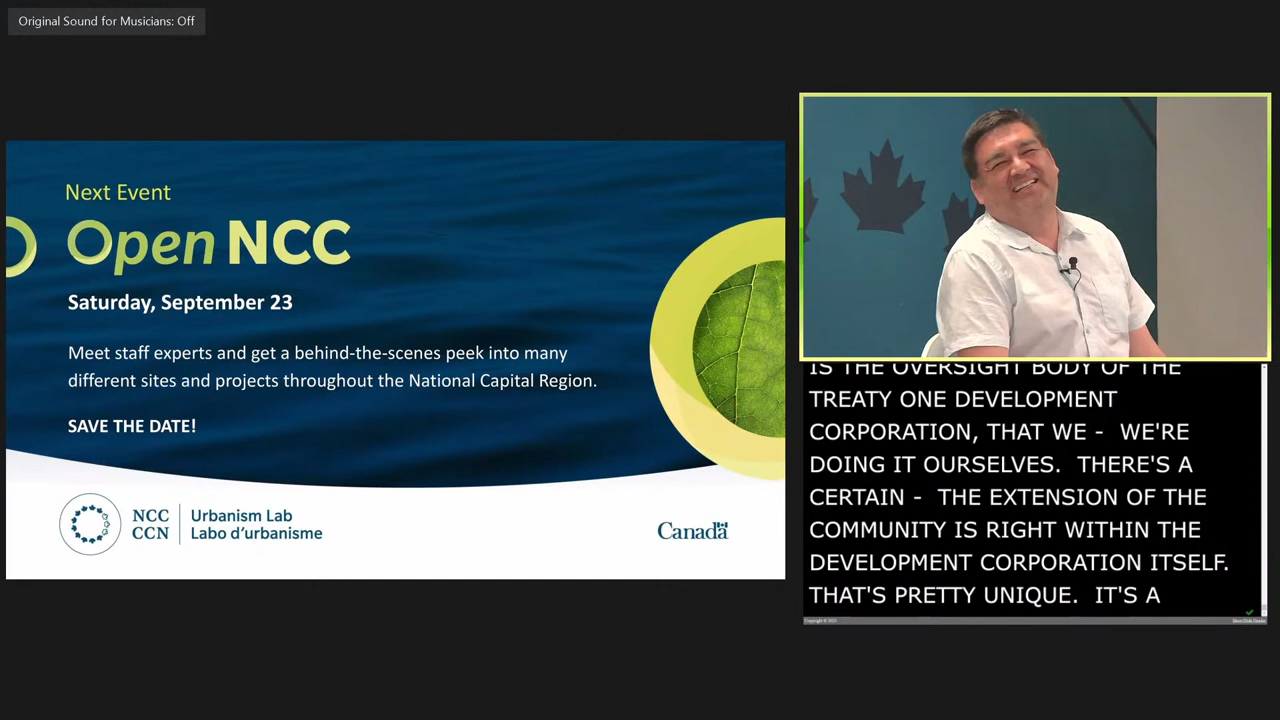 Original Sound for Musicians: Off
Next Event
Open NCC
Saturday, September 23
Meet staff experts and get a behind-the-scenes peek into many
different sites and projects throughout the National Capital Region.
SAVE THE DATE!
NCC
CCN
Urbanism Lab
Labo d'urbanisme
Canada
IS THE OVERSIGHT BODY OF THE
TREATY ONE DEVELOPMENT
CORPORATION, THAT WE -  WE'RE
DOING IT OURSELVES.  THERE'S A
CERTAIN -  THE EXTENSION OF THE
COMMUNITY IS RIGHT WITHIN THE
DEVELOPMENT CORPORATION ITSELF.
THAT'S PRETTY UNIQUE.  IT'S A